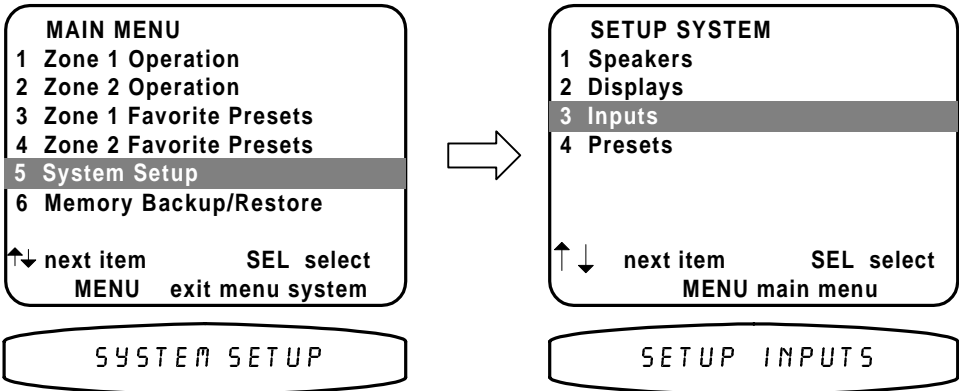 MAIN MENU
1 Zone 1 Operation
2 Zone 2 Operation
3 Zone 1 Favorite Presets
4 Zone 2 Favorite Presets
5 System Setup
6 Memory Backup/Restore
↑↓ next item SEL select
MENU exit menu system
SYSTEM SETUP
SETUP SYSTEM
1 Speakers
2 Displays
3 Inputs
4 Presets
↑ ↓ next item SEL select
MENU main menu
SETUP INPUTS